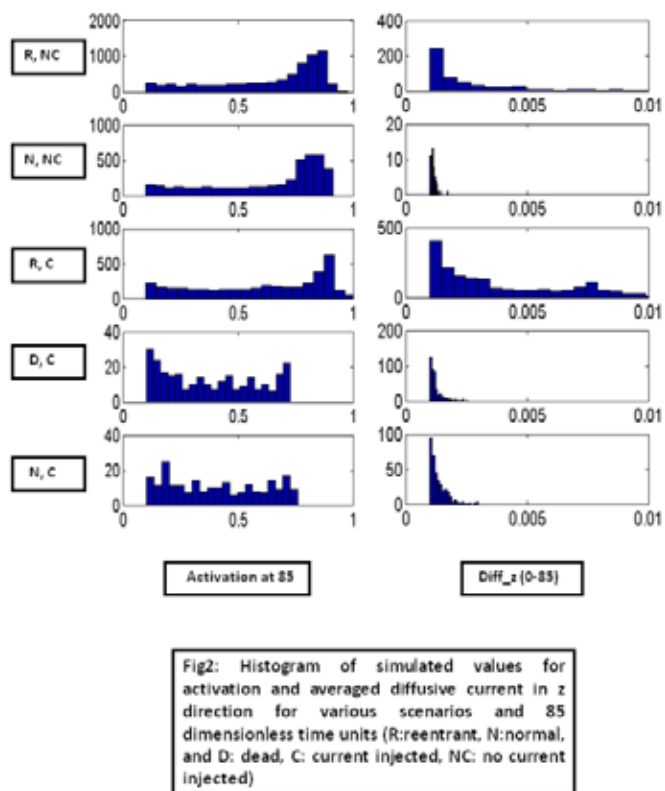 R, NC
2000
1000
0
0 0.5 1
400
200
0
0 0.005 0.01
N, NC
1000
500
0
0 0.5 1
20
10
0
0 0.005 0.01
R, C
1000
500
0
0 0.5 1
500
0
0 0.005 0.01
D, C
40
20
0
0 0.5 1
200
100
0
0 0.005 0.01
N, C
40
20
0
0 0.5 1
100
50
0
0 0.005 0.01
Activation at 85
Diff_z (0-85)
Fig2: Histogram of simulated values for
activation and averaged diffusive current in z
direction for various scenarios and 85
dimensionless time units (R:reentrant, N:normal,
and D: dead, C: current injected, NC: no current
injected)